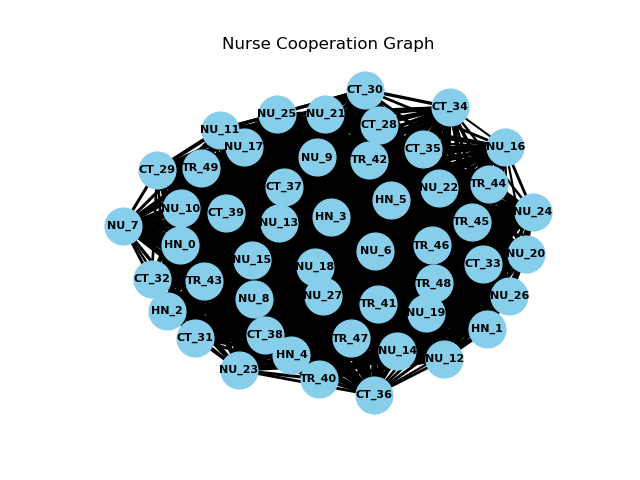 Nurse Cooperation Graph
CT_30
CT_34
NU_25
NU_21
CT_28
NU_11
NU_17
CT_35
NU_16
NU_9
TR_42
CT_29
TR_49
CT_37
NU_22
TR_44
HN_5
NU_10
CT_39
NU_24
NU_7
NU_13
HN_3
TR_45
HN_0
TR_46
NU_6
NU_20
NU_15
NU_18
CT_33
CT_32
TR_43
TR_48
NU_8
NU_27
NU_26
HN_2
TR_41
NU_19
HN_1
CT_31
CT_38
TR_47
HN_4
NU_14
NU_12
NU_23
TR_40
CT_36